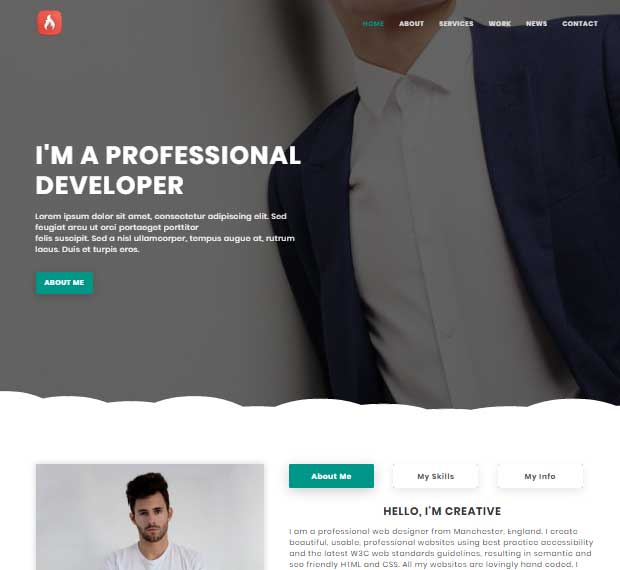 HOME ABOUT SERVICES WORK NEWS CONTACT
I'M A PROFESSIONAL
DEVELOPER
Lorem ipsum dolor sit amet, consectetur adipiscing elit. Sed
feugiat arcu ut orci portaeget porttitor
felis suscipit. Sed a nisl ullamcorper, tempus augue at, rutrum
lacus. Duis et turpis eros.
ABOUT ME
About Me My Skills My Info
HELLO, I'M CREATIVE
I am a professional web designer from Manchester, England. I create
beautiful, usable, professional websites using best practice accessibility
and the latest W3C web standards guidelines, resulting in semantic and
seo friendly HTML and CSS. All my websites are lovingly hand coded, I